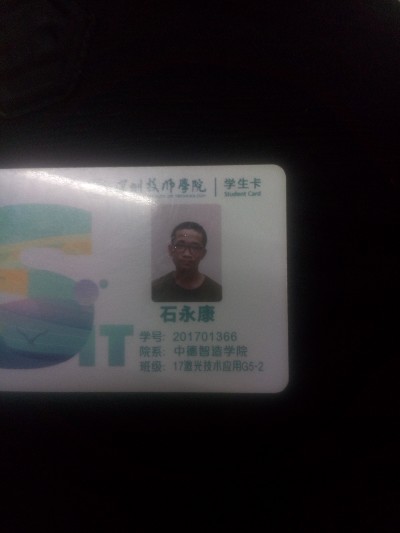 深圳技师学院 学生卡
Student Card
石永康
学号: 201701366
院系: 中德智造学院
班级: 17激光技术应用G5-2
SIT